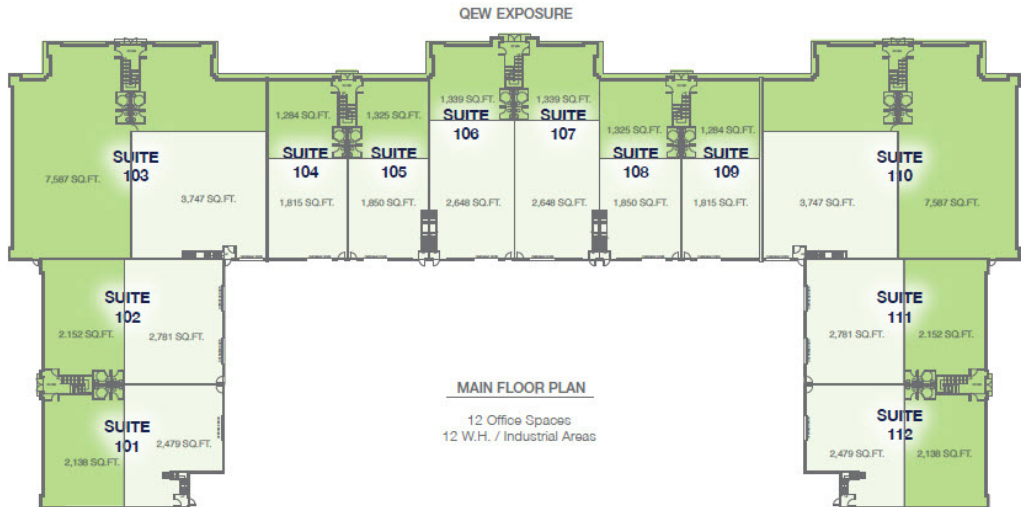 QEW EXPOSURE
1,284 SQ.FT.
1,325 SQ.FT.
1,339 SQ.FT.
1,339 SQ.FT.
1,325 SQ.FT.
1,284 SQ.FT.
SUITE
103
SUITE
104
SUITE
105
SUITE
106
SUITE
107
SUITE
108
SUITE
109
SUITE
110
7,587 SQ.FT.
3,747 SQ.FT.
1,815 SQ.FT.
1,850 SQ.FT.
2,648 SQ.FT.
2,648 SQ.FT.
1,850 SQ.FT.
1,815 SQ.FT.
3,747 SQ.FT.
7,587 SQ.FT.
SUITE
102
2.152 SQ.FT.
2,781 SQ.FT.
SUITE
111
2,781 SQ.FT.
2.152 SQ.FT.
MAIN FLOOR PLAN
12 Office Spaces
12 W.H. / Industrial Areas
SUITE
101
2,138 SQ.FT.
2,479 SQ.FT.
SUITE
112
2,479 SQ.FT.
2,138 SQ.FT.